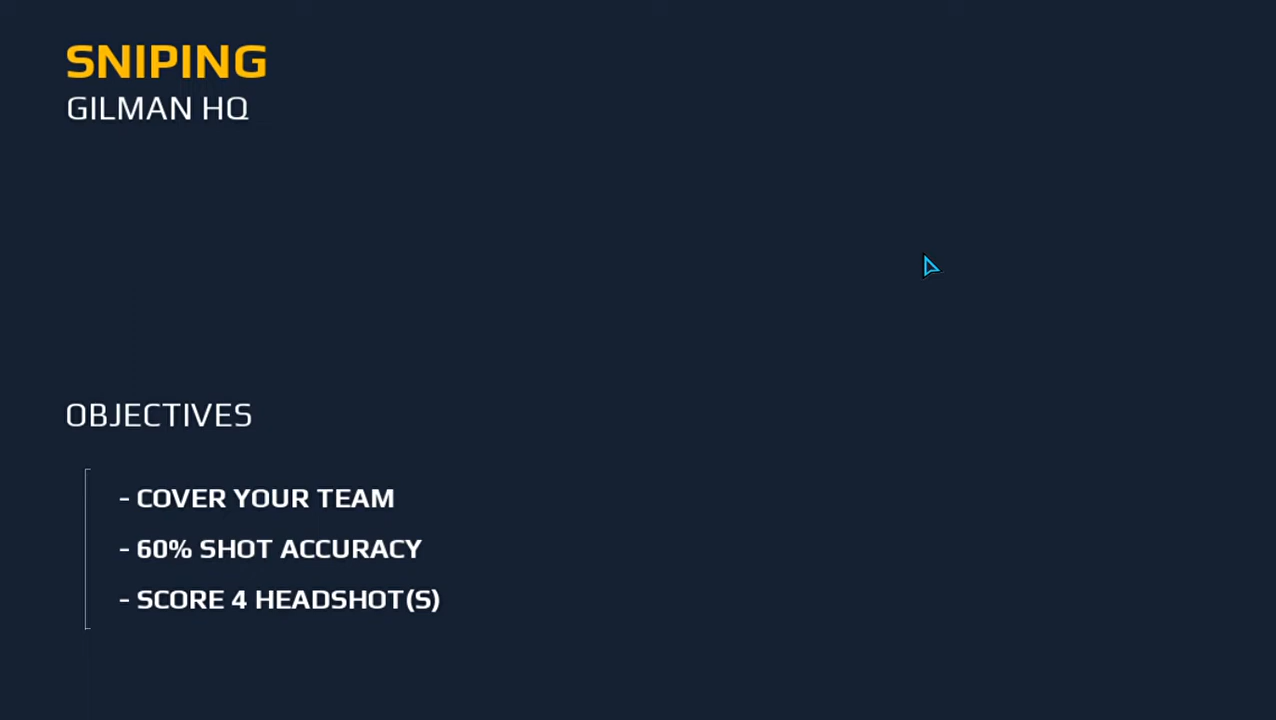 SNIPING
GILMAN HQ
OBJECTIVES
- COVER YOUR TEAM
- 60% SHOT ACCURACY
- SCORE 4 HEADSHOT(S)